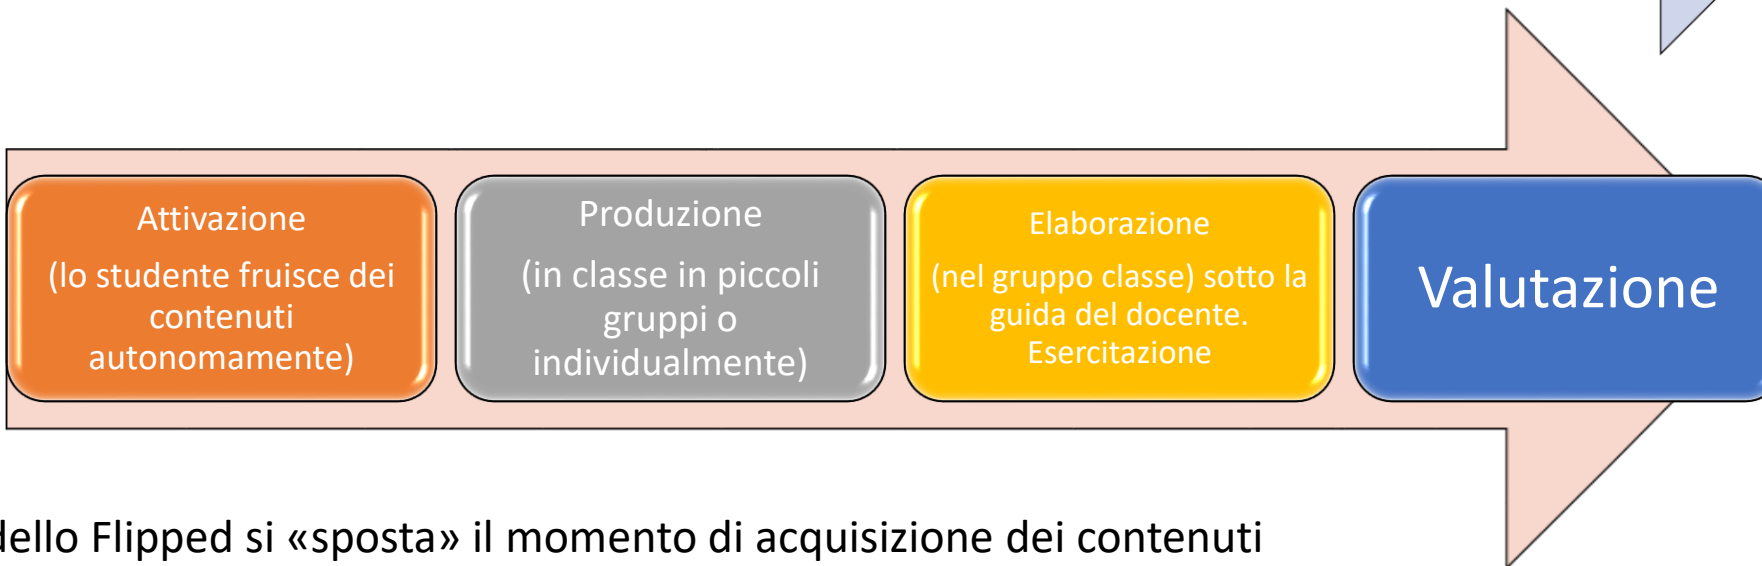 Attivazione
(lo studente fruisce dei
contenuti
autonomamente)
Produzione
(in classe in piccoli
gruppi o
individualmente)
Elaborazione
(nel gruppo classe) sotto la
guida del docente.
Esercitazione
Valutazione
dello Flipped si «sposta» il momento di acquisizione dei contenuti